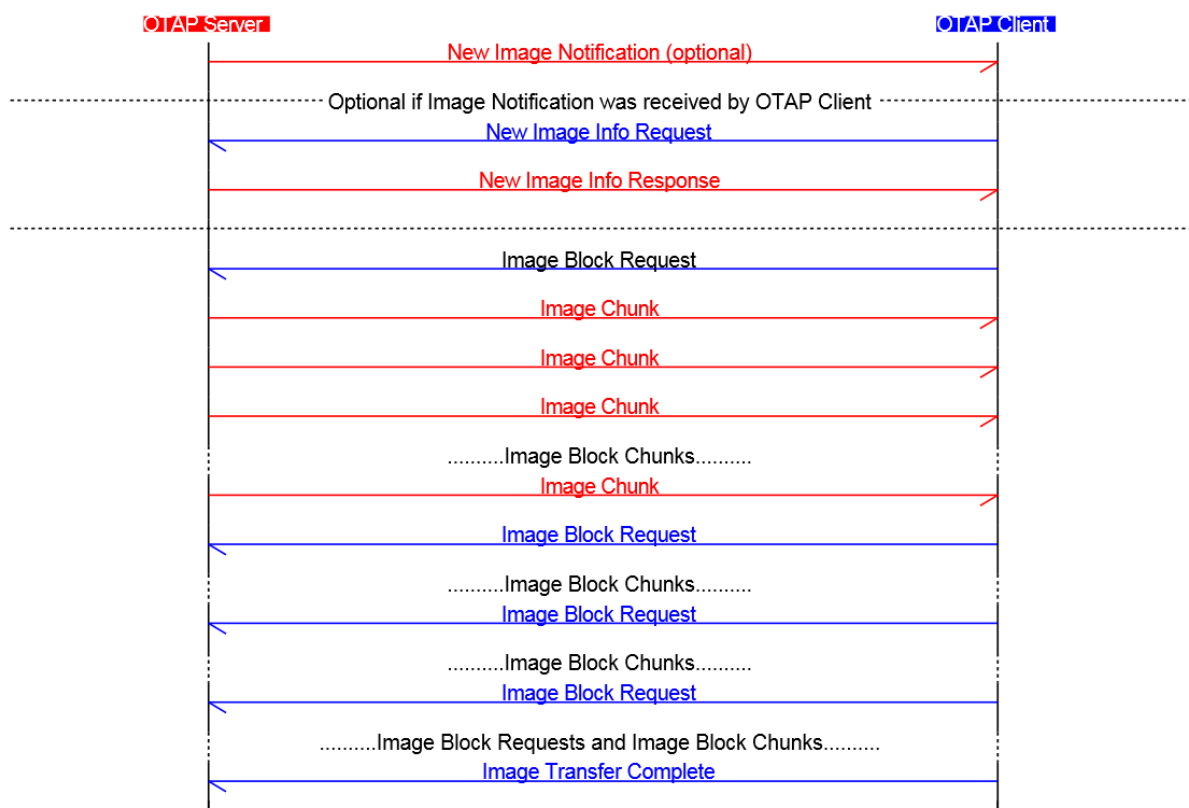 OTAP Server
OTAP Client
New Image Notification (optional)
Optional if Image Notification was received by OTAP Client
New Image Info Request
New Image Info Response
Image Block Request
Image Chunk
Image Chunk
Image Chunk
..........Image Block Chunks..........
Image Chunk
Image Block Request
..........Image Block Chunks..........
Image Block Request
..........Image Block Chunks..........
Image Block Request
..........Image Block Requests and Image Block Chunks..........
Image Transfer Complete